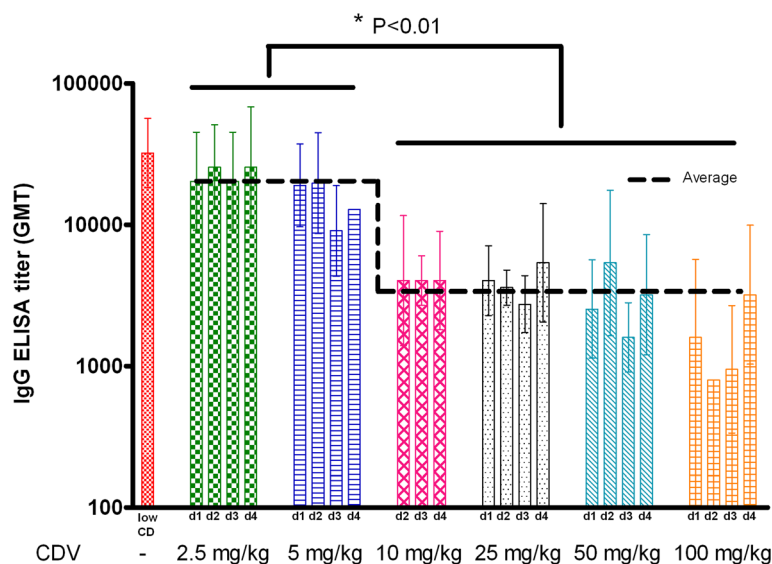 * P<0.01
IgG ELISA titer (GMT)
100000
10000
1000
100
Average
low d1 d2 d3 d4 d1 d2 d3 d4 d2 d3 d4 d1 d2 d3 d4 d1 d2 d3 d4 d1 d2 d3 d4
CD
CDV - 2.5 mg/kg 5 mg/kg 10 mg/kg 25 mg/kg 50 mg/kg 100 mg/kg